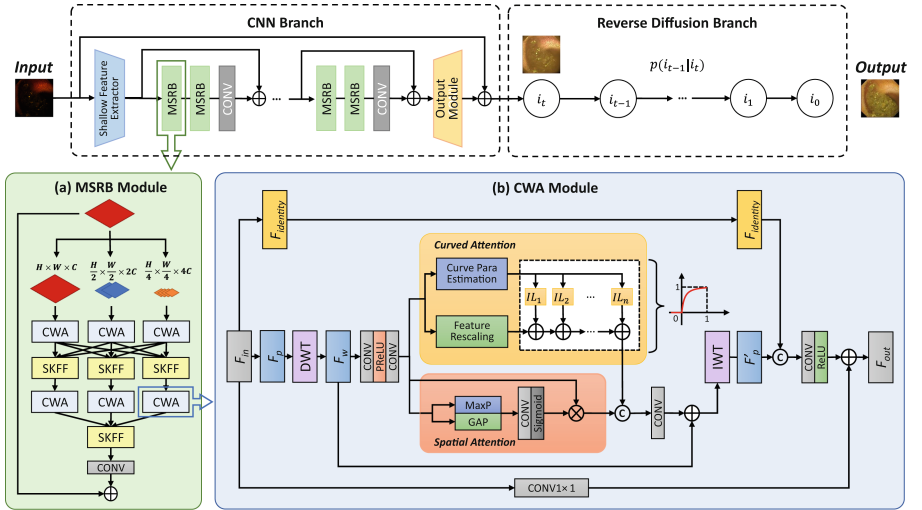 CNN Branch
Reverse Diffusion Branch
Input
Shallow Feature
Extractor
MSRB
MSRB
CONV
...
MSRB
MSRB
CONV
Output
Module
i_t
i_{t-1}
p(i_{t-1}|i_t)
...
i_1
i_0
Output
(a) MSRB Module
H × W × C
H/2 × W/2 × 2C
H/4 × W/4 × 4C
CWA
CWA
CWA
SKFF
SKFF
SKFF
CWA
CWA
CWA
SKFF
CONV
(b) CWA Module
F_identity
F_identity
Curved Attention
Curve Para
Estimation
IL_1
IL_2
...
IL_n
Feature
Rescaling
...
1
0
1
F_in
F_p
DWT
F_w
CONV
PReLU
CONV
MaxP
GAP
CONV
Sigmoid
Spatial Attention
C
CONV
IWT
F'_p
C
CONV
ReLU
F_out
CONV1× 1